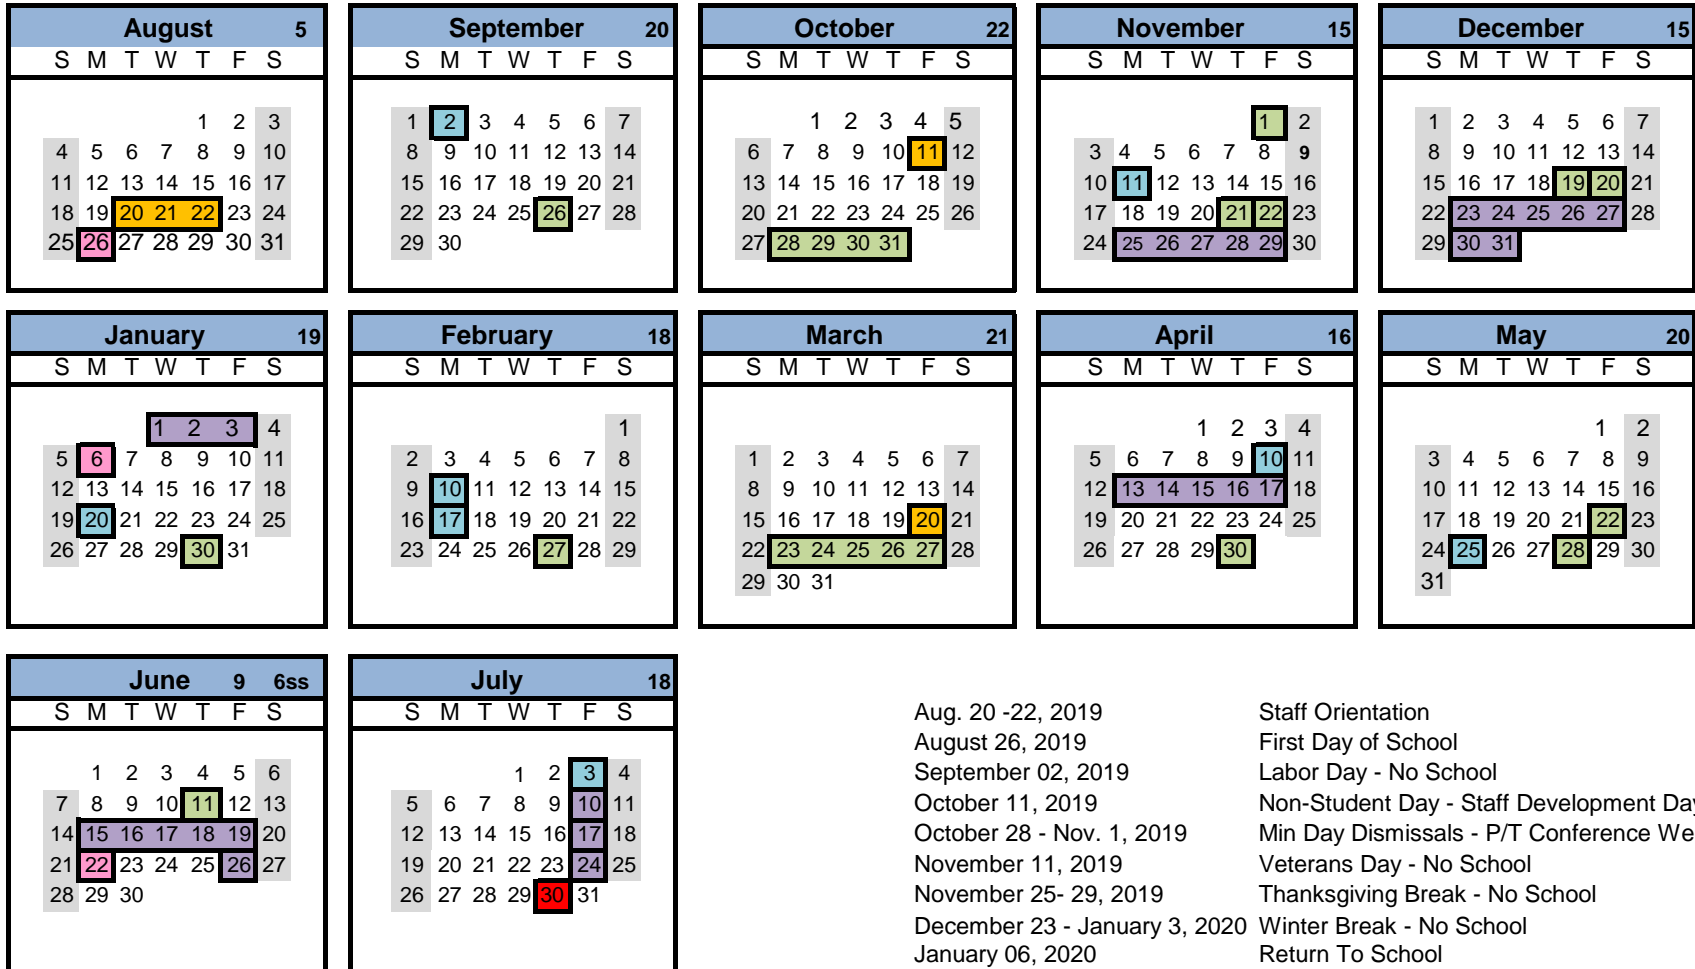 August 5
S M T W T F S
1 2 3
4 5 6 7 8 9 10
11 12 13 14 15 16 17
18 19 20 21 22 23 24
25 26 27 28 29 30 31
September 20
S M T W T F S
1 2 3 4 5 6 7
8 9 10 11 12 13 14
15 16 17 18 19 20 21
22 23 24 25 26 27 28
29 30
October 22
S M T W T F S
1 2 3 4 5
6 7 8 9 10 11 12
13 14 15 16 17 18 19
20 21 22 23 24 25 26
27 28 29 30 31
November 15
S M T W T F S
1 2
3 4 5 6 7 8 9
10 11 12 13 14 15 16
17 18 19 20 21 22 23
24 25 26 27 28 29 30
December 15
S M T W T F S
1 2 3 4 5 6 7
8 9 10 11 12 13 14
15 16 17 18 19 20 21
22 23 24 25 26 27 28
29 30 31
January 19
S M T W T F S
1 2 3 4
5 6 7 8 9 10 11
12 13 14 15 16 17 18
19 20 21 22 23 24 25
26 27 28 29 30 31
February 18
S M T W T F S
1
2 3 4 5 6 7 8
9 10 11 12 13 14 15
16 17 18 19 20 21 22
23 24 25 26 27 28 29
March 21
S M T W T F S
1 2 3 4 5 6 7
8 9 10 11 12 13 14
15 16 17 18 19 20 21
22 23 24 25 26 27 28
29 30 31
April 16
S M T W T F S
1 2 3 4
5 6 7 8 9 10 11
12 13 14 15 16 17 18
19 20 21 22 23 24 25
26 27 28 29 30
May 20
S M T W T F S
1 2
3 4 5 6 7 8 9
10 11 12 13 14 15 16
17 18 19 20 21 22 23
24 25 26 27 28 29 30
31
June 9 6ss
S M T W T F S
1 2 3 4 5 6
7 8 9 10 11 12 13
14 15 16 17 18 19 20
21 22 23 24 25 26 27
28 29 30
July 18
S M T W T F S
1 2 3 4
5 6 7 8 9 10 11
12 13 14 15 16 17 18
19 20 21 22 23 24 25
26 27 28 29 30 31
Aug. 20 -22, 2019 Staff Orientation
August 26, 2019 First Day of School
September 02, 2019 Labor Day - No School
October 11, 2019 Non-Student Day - Staff Development Day
October 28 - Nov. 1, 2019 Min Day Dismissals - P/T Conference We
November 11, 2019 Veterans Day - No School
November 25- 29, 2019 Thanksgiving Break - No School
December 23 - January 3, 2020 Winter Break - No School
January 06, 2020 Return To School